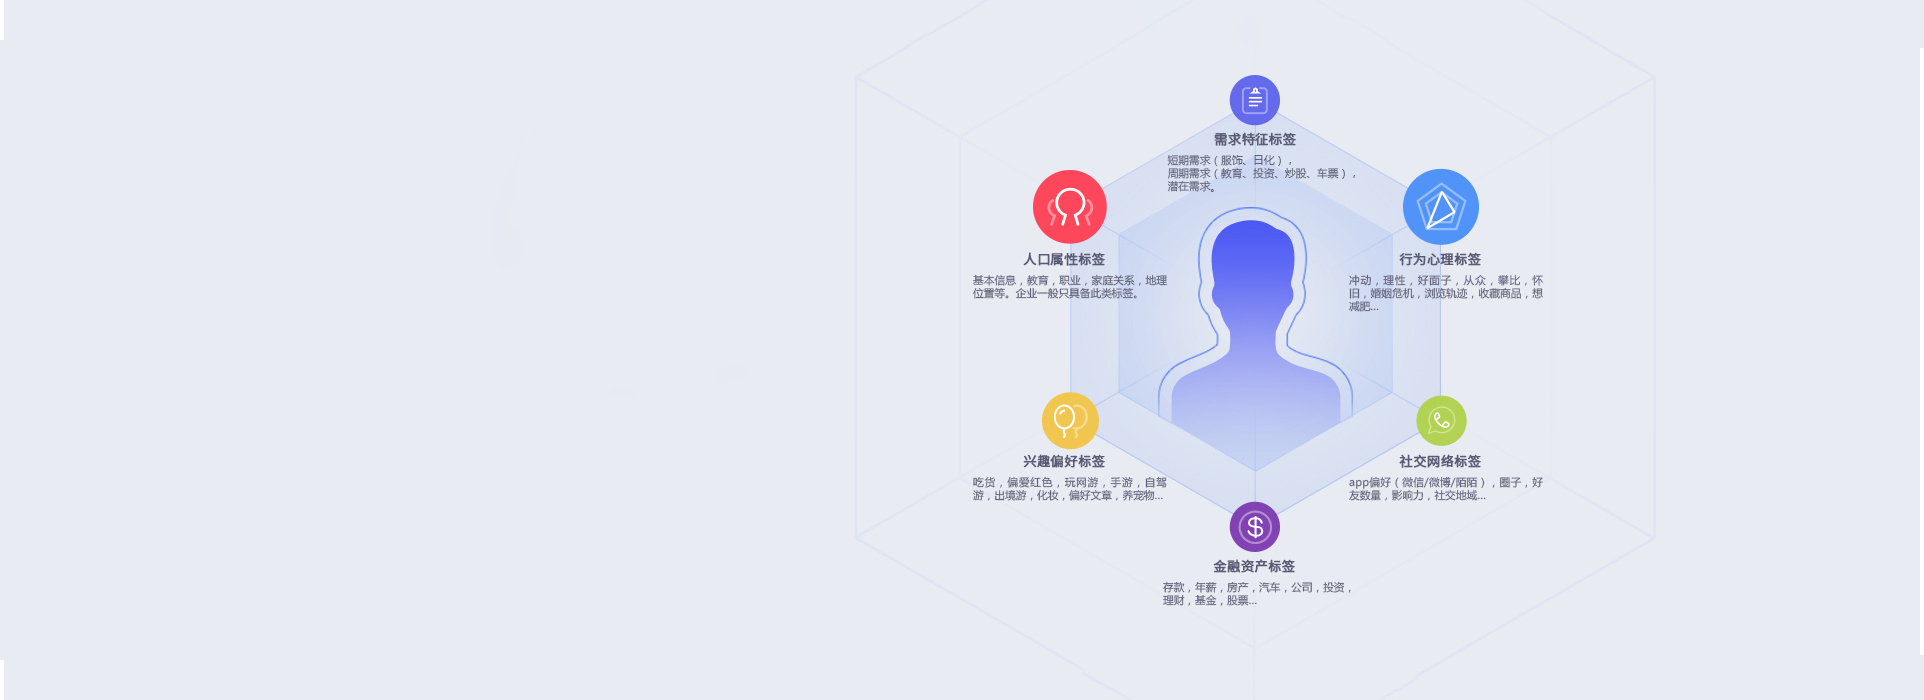 需求特征标签
短期需求（服饰、日化），
周期需求（教育、投资、炒股、车票），
潜在需求。
人口属性标签
基本信息，教育，职业，家庭关系，地理
位置等。企业一般只具备此类标签。
行为心理标签
冲动，理性，好面子，从众，攀比，怀
旧，婚姻危机，浏览轨迹，收藏商品，想
减肥...
兴趣偏好标签
吃货，偏爱红色，玩网游，手游，自驾
游，出境游，化妆，偏好文章，养宠物...
社交网络标签
app偏好（微信/微博/陌陌），圈子，好
友数量，影响力，社交地域...
金融资产标签
存款，年薪，房产，汽车，公司，投资，
理财，基金，股票...